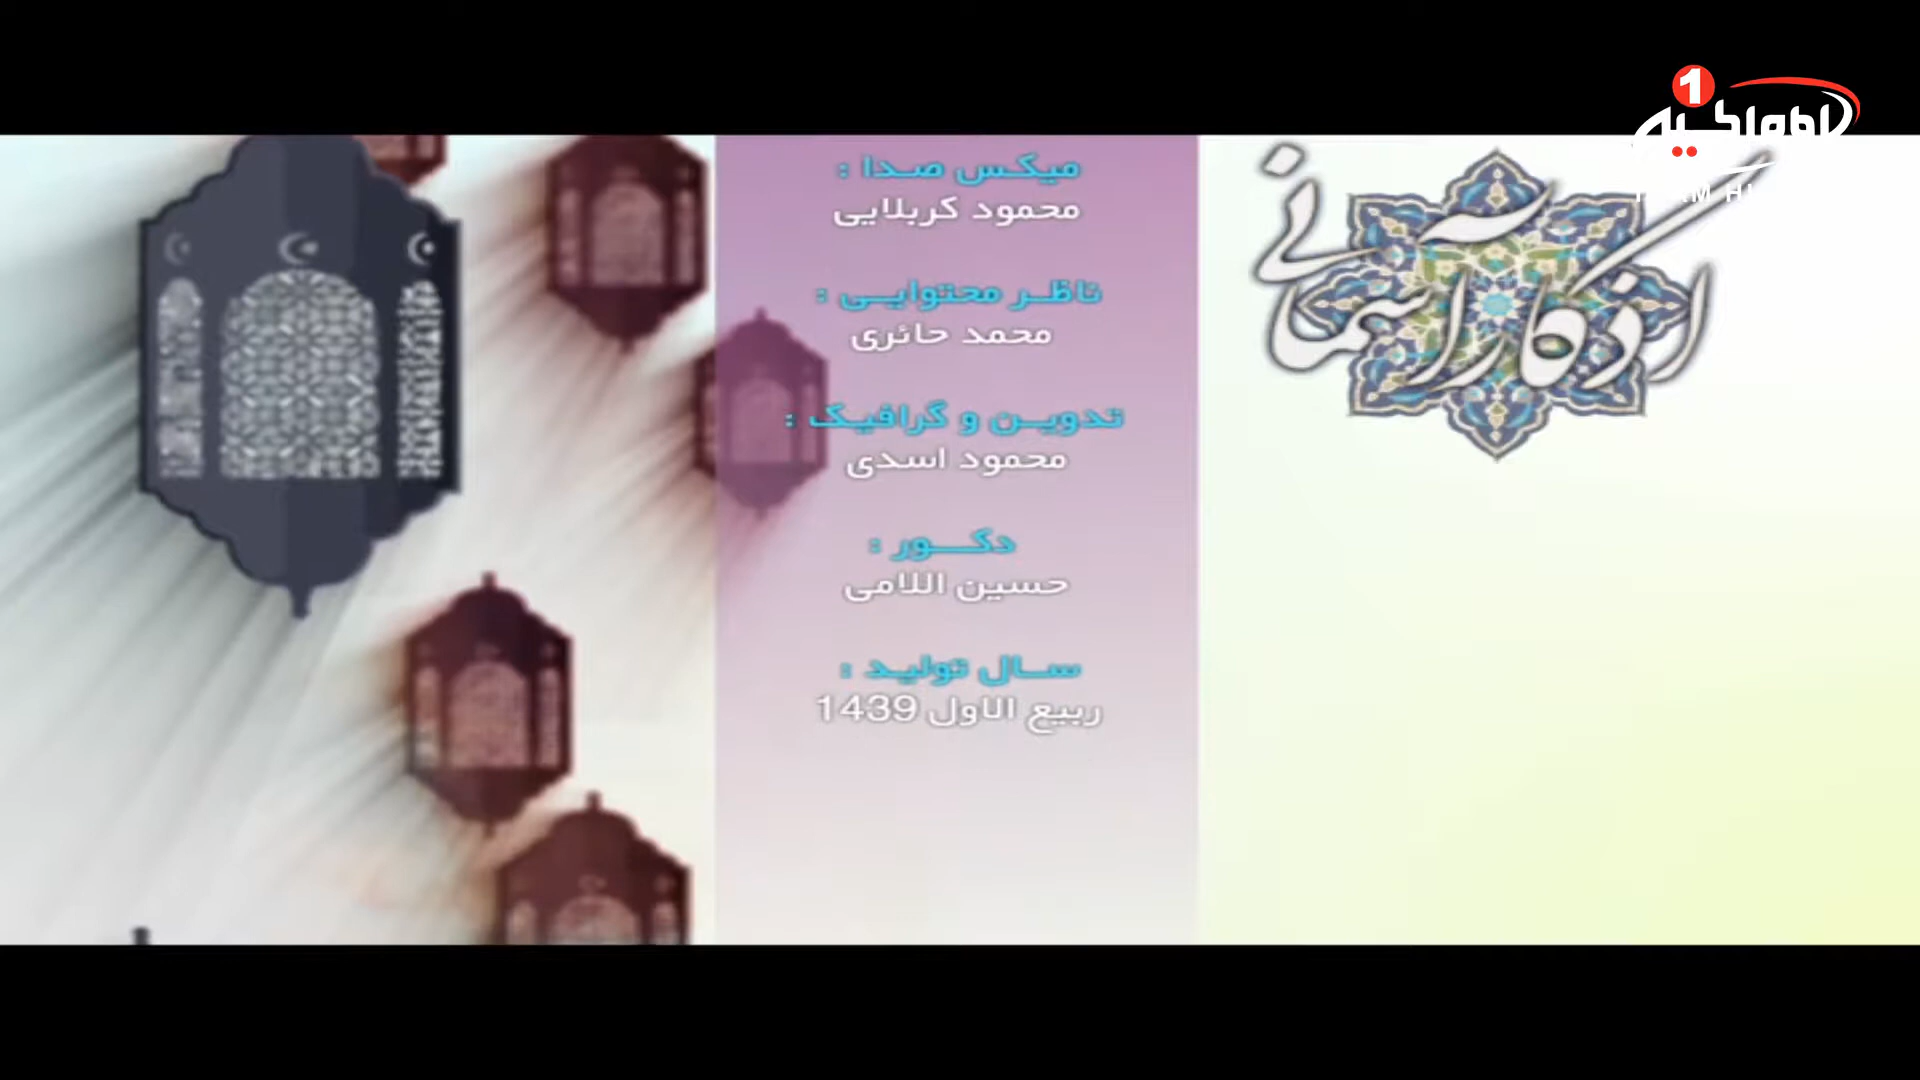 اذکار آسمانی
میکس صدا :
محمود کربلایی
ناظر محتوایی :
محمد حائری
تدوین و گرافیک :
محمود اسدی
دکور :
حسین اللامی
سال تولید :
ربیع الاول 1439
1